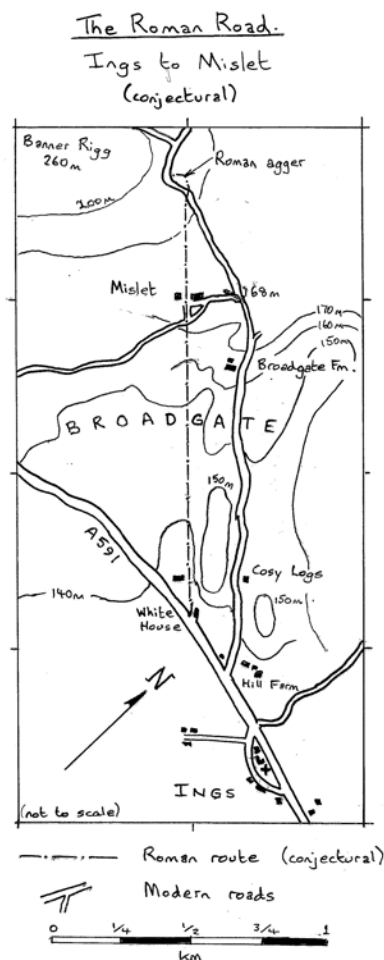 The Roman Road.
Ings to Mislet
(conjectural)
Banner Rigg
260m
Roman agger
200m
Mislet
168m
170m
160m
150m
Broadgate Fm.
BROADGATE
150m
A591
Cosy Logs
140m
150m
White
House
Hill Farm
N
INGS
(not to scale)
Roman route (conjectural)
Modern roads
0 1/4 1/2 3/4 1
km